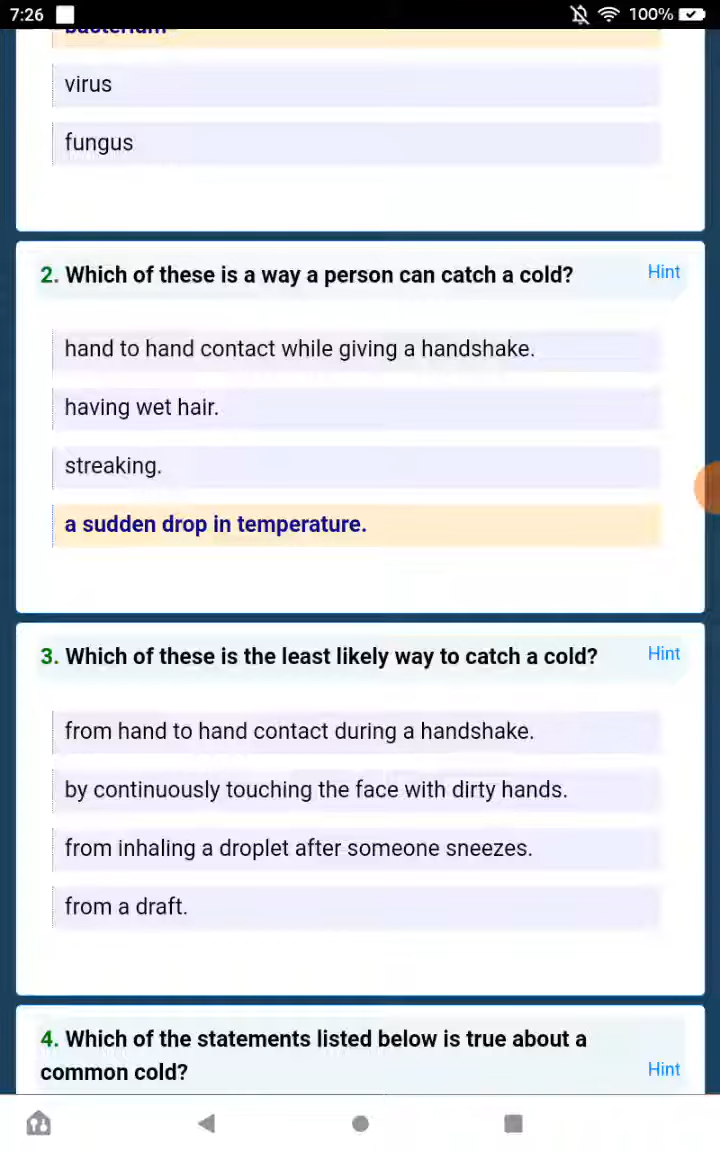 7:26 100%
bacterium
virus
fungus
2. Which of these is a way a person can catch a cold? Hint
hand to hand contact while giving a handshake.
having wet hair.
streaking.
a sudden drop in temperature.
3. Which of these is the least likely way to catch a cold? Hint
from hand to hand contact during a handshake.
by continuously touching the face with dirty hands.
from inhaling a droplet after someone sneezes.
from a draft.
4. Which of the statements listed below is true about a
common cold? Hint